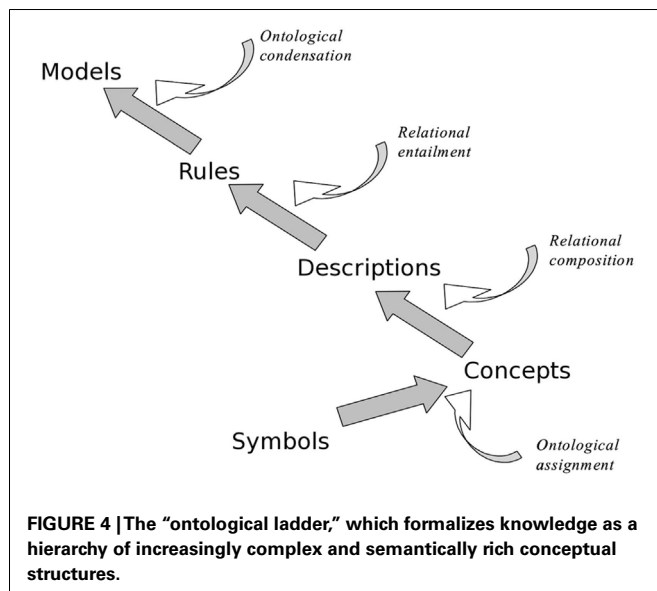 Ontological
condensation
Models
Relational
entailment
Rules
Relational
composition
Descriptions
Concepts
Symbols
Ontological
assignment
FIGURE 4 | The “ontological ladder,” which formalizes knowledge as a
hierarchy of increasingly complex and semantically rich conceptual
structures.